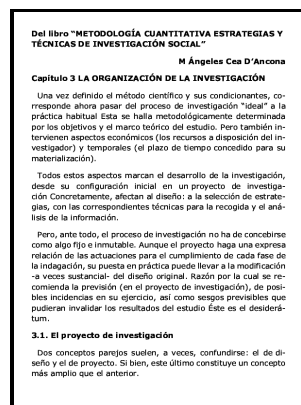 Del libro “METODOLOGÍA CUANTITATIVA ESTRATEGIAS Y
TÉCNICAS DE INVESTIGACIÓN SOCIAL”
M Ángeles Cea D’Ancona
Capítulo 3 LA ORGANIZACIÓN DE LA INVESTIGACIÓN
Una vez definido el método científico y sus condicionantes, co-
rresponde ahora pasar del proceso de investigación “ideal” a la
práctica habitual Esta se halla metodológicamente determinada
por los objetivos y el marco teórico del estudio. Pero también in-
tervienen aspectos económicos (los recursos a disposición del in-
vestigador) y temporales (el plazo de tiempo concedido para su
materialización).
Todos estos aspectos marcan el desarrollo de la investigación,
desde su configuración inicial en un proyecto de investiga-
ción Concretamente, afectan al diseño: a la selección de estrate-
gias, con las correspondientes técnicas para la recogida y el aná-
lisis de la información.
Pero, ante todo, el proceso de investigación no ha de concebirse
como algo fijo e inmutable. Aunque el proyecto haga una expresa
relación de las actuaciones para el cumplimiento de cada fase de
la indagación, su puesta en práctica puede llevar a la modificación
-a veces sustancial- del diseño original. Razón por la cual se re-
comienda la previsión (en el proyecto de investigación), de posi-
bles incidencias en su ejercicio, así como sesgos previsibles que
pudieran invalidar los resultados del estudio Éste es el desiderá-
tum.
3.1. El proyecto de investigación
Dos conceptos parejos suelen, a veces, confundirse: el de di-
seño y el de proyecto. Si bien, este último constituye un concepto
más amplio que el anterior.